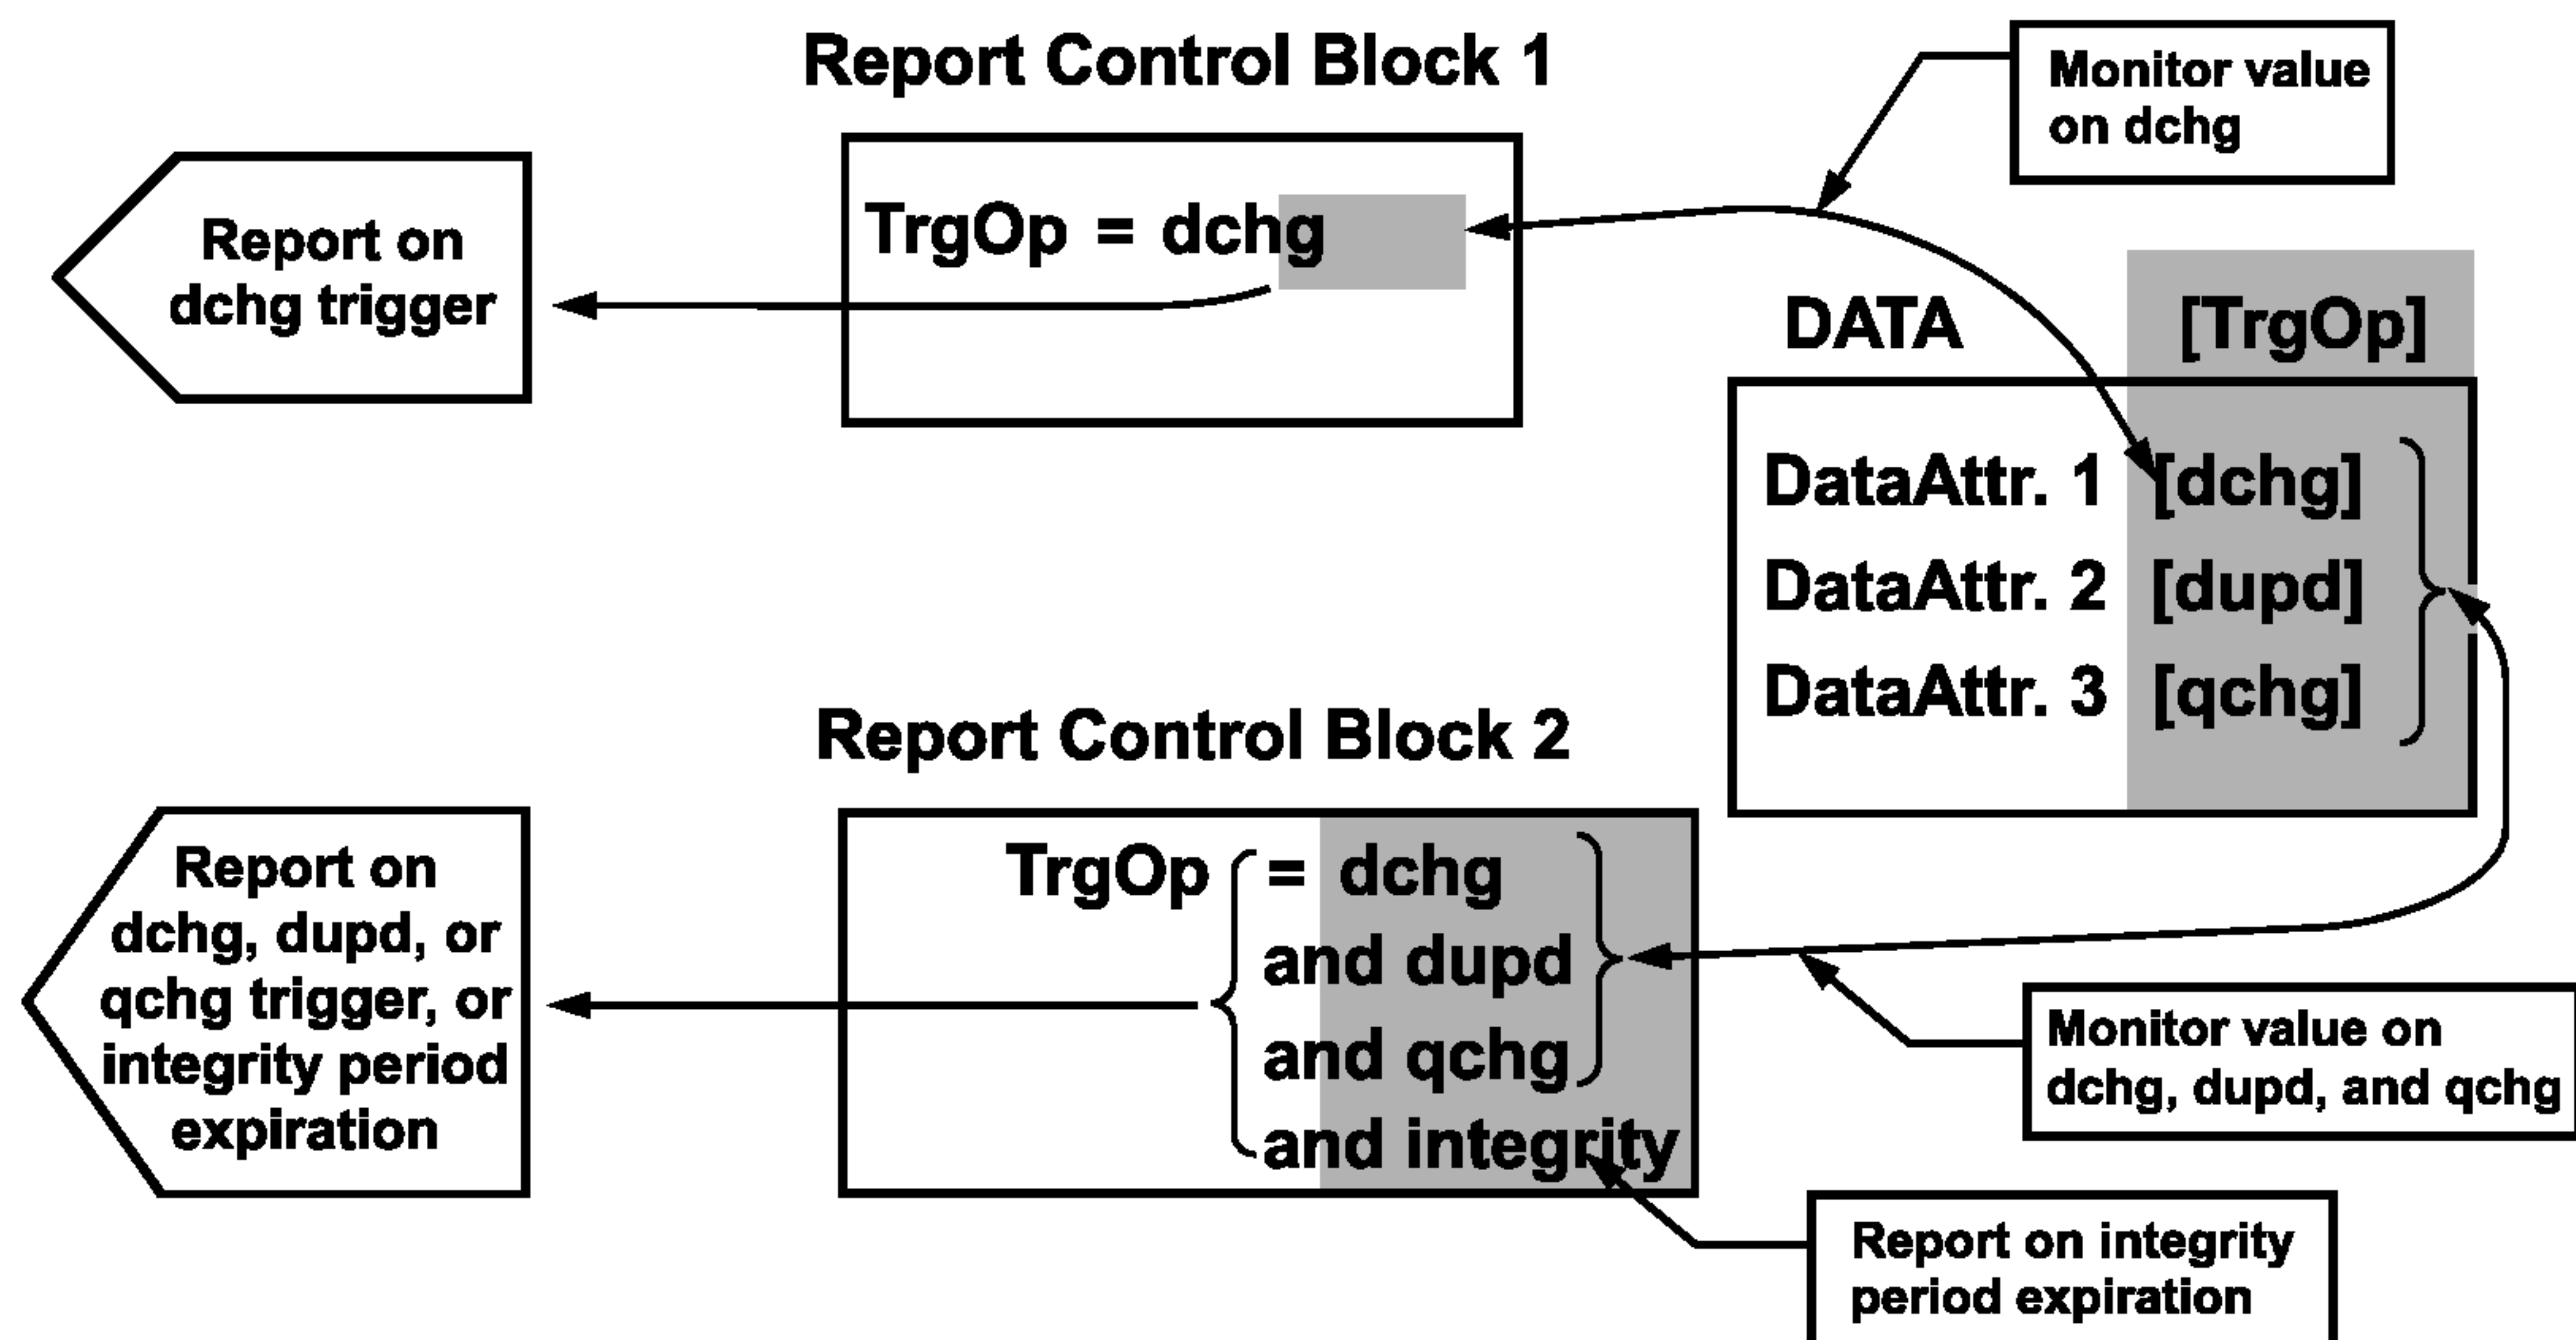 Report Control Block 1
Monitor value
on dchg
Report on
dchg trigger
TrgOp = dchg
DATA [TrgOp]
DataAttr. 1 [dchg]
DataAttr. 2 [dupd]
DataAttr. 3 [qchg]
Report Control Block 2
Report on
dchg, dupd, or
qchg trigger, or
integrity period
expiration
TrgOp = dchg
and dupd
and qchg
and integrity
Monitor value on
dchg, dupd, and qchg
Report on integrity
period expiration